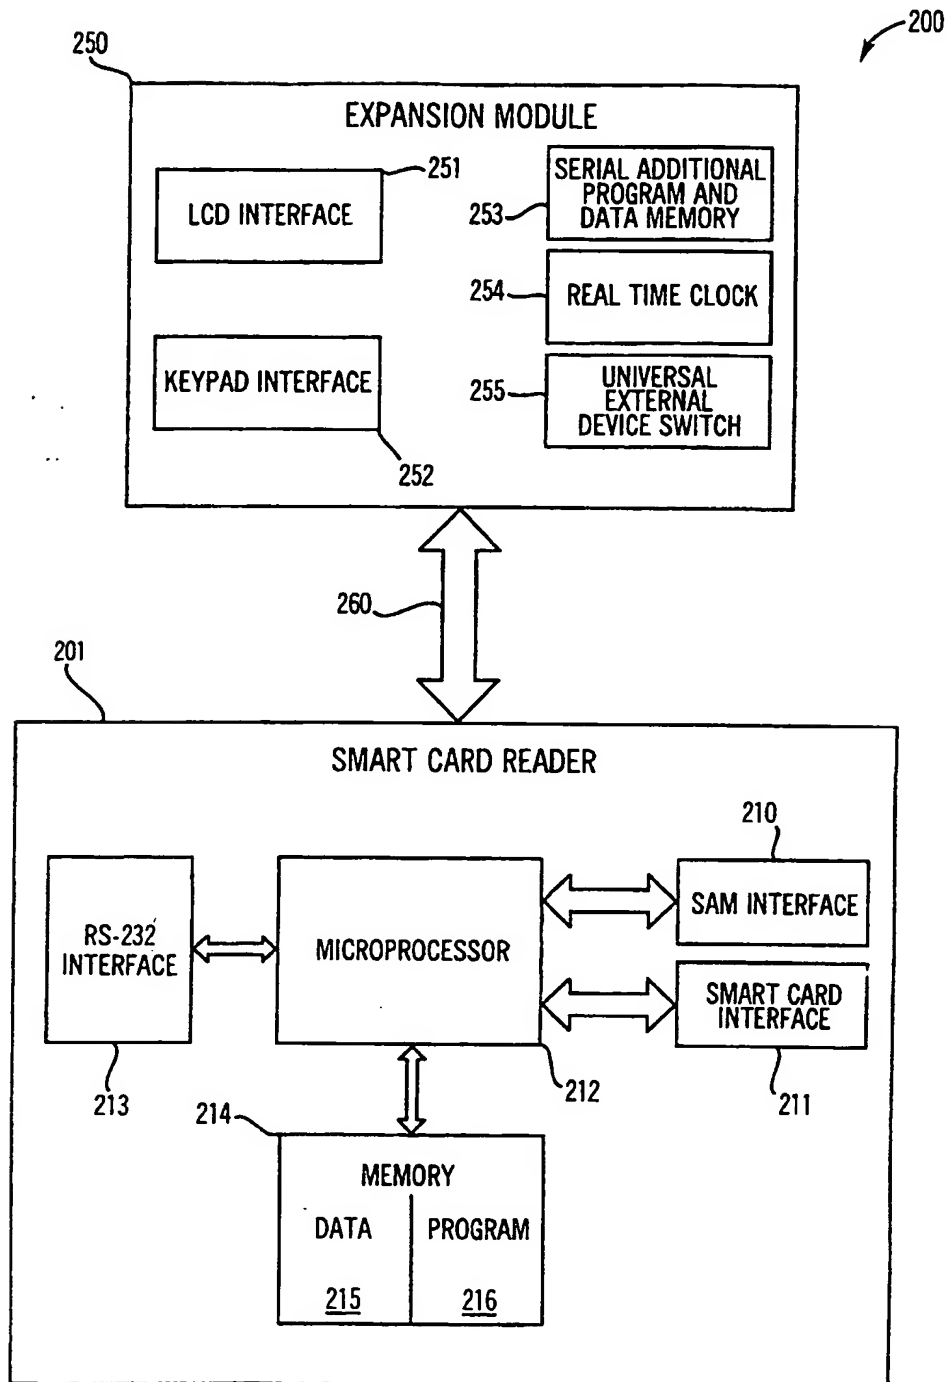 200
250
EXPANSION MODULE
251
LCD INTERFACE
SERIAL ADDITIONAL
PROGRAM AND
DATA MEMORY
253
254
REAL TIME CLOCK
KEYPAD INTERFACE
252
255
UNIVERSAL
EXTERNAL
DEVICE SWITCH
260
201
SMART CARD READER
210
RS-232
INTERFACE
213
MICROPROCESSOR
212
SAM INTERFACE
SMART CARD
INTERFACE
211
214
MEMORY
DATA
PROGRAM
215
216